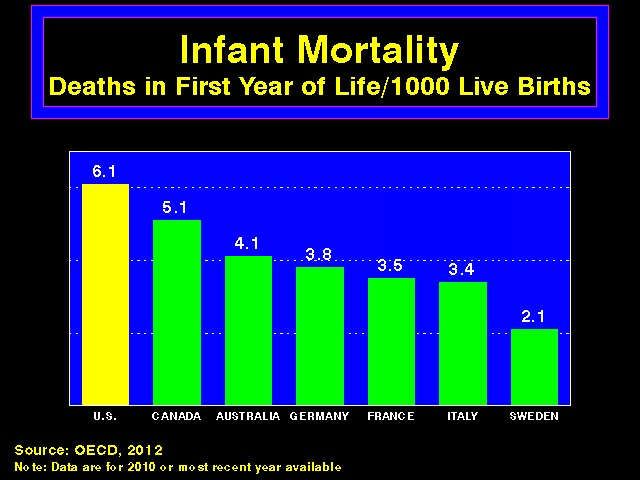 Infant Mortality
Deaths in First Year of Life/1000 Live Births
6.1
5.1
4.1
3.8
3.5
3.4
2.1
U.S. CANADA AUSTRALIA GERMANY FRANCE ITALY SWEDEN
Source: OECD, 2012
Note: Data are for 2010 or most recent year available